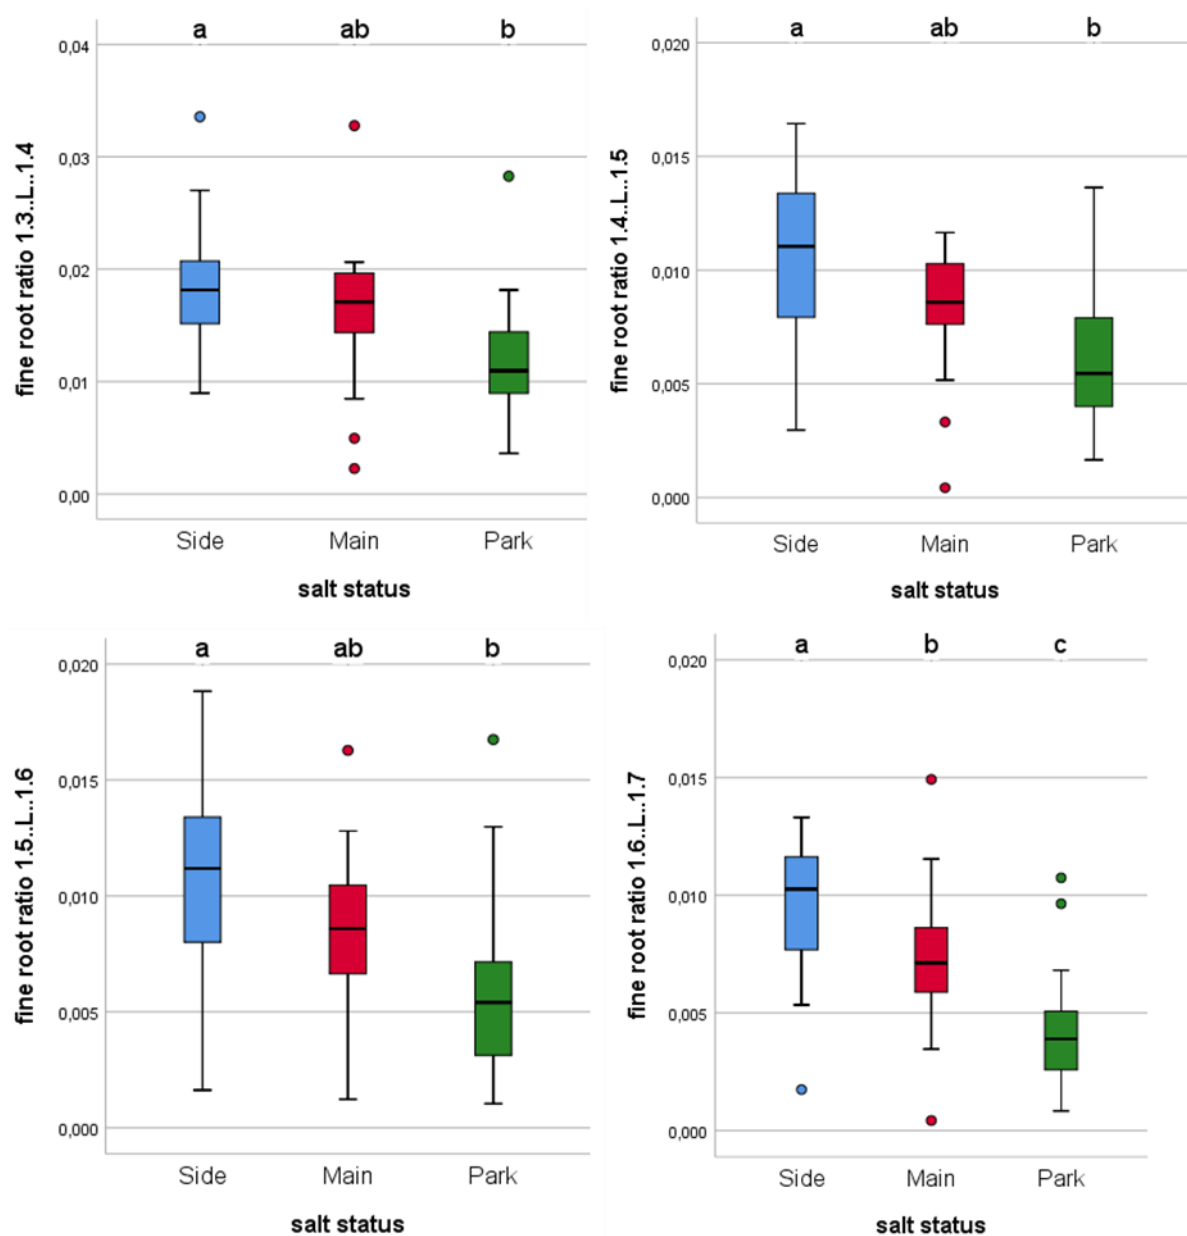 a ab b
0,04
0,03
0,02
0,01
0,00
fine root ratio 1.3..L..1.4
Side Main Park
salt status
a ab b
0,020
0,015
0,010
0,005
0,000
fine root ratio 1.4..L..1.5
Side Main Park
salt status
a ab b
0,020
0,015
0,010
0,005
0,000
fine root ratio 1.5..L..1.6
Side Main Park
salt status
a b c
0,020
0,015
0,010
0,005
0,000
fine root ratio 1.6..L..1.7
Side Main Park
salt status